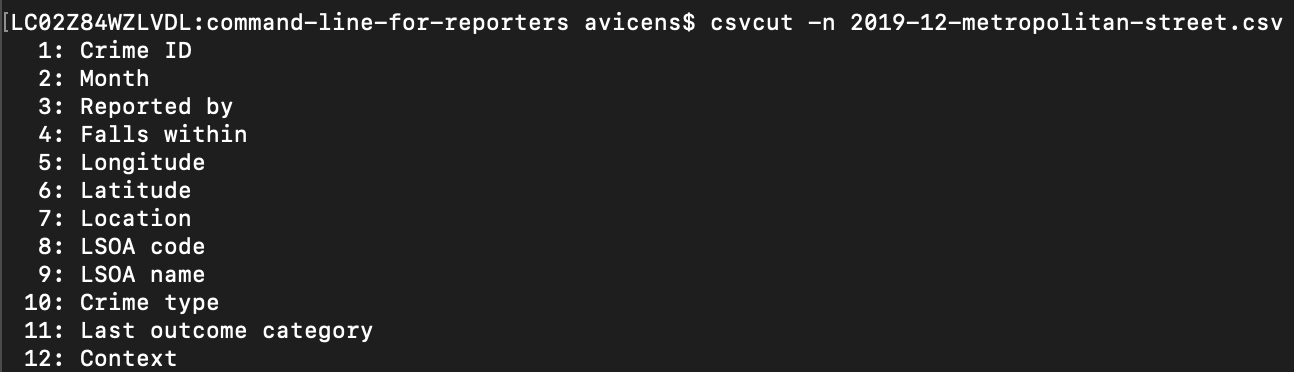 [LC02Z84WZLVDL:command-line-for-reporters avicens$ csvcut -n 2019-12-metropolitan-street.csv
1: Crime ID
2: Month
3: Reported by
4: Falls within
5: Longitude
6: Latitude
7: Location
8: LSOA code
9: LSOA name
10: Crime type
11: Last outcome category
12: Context